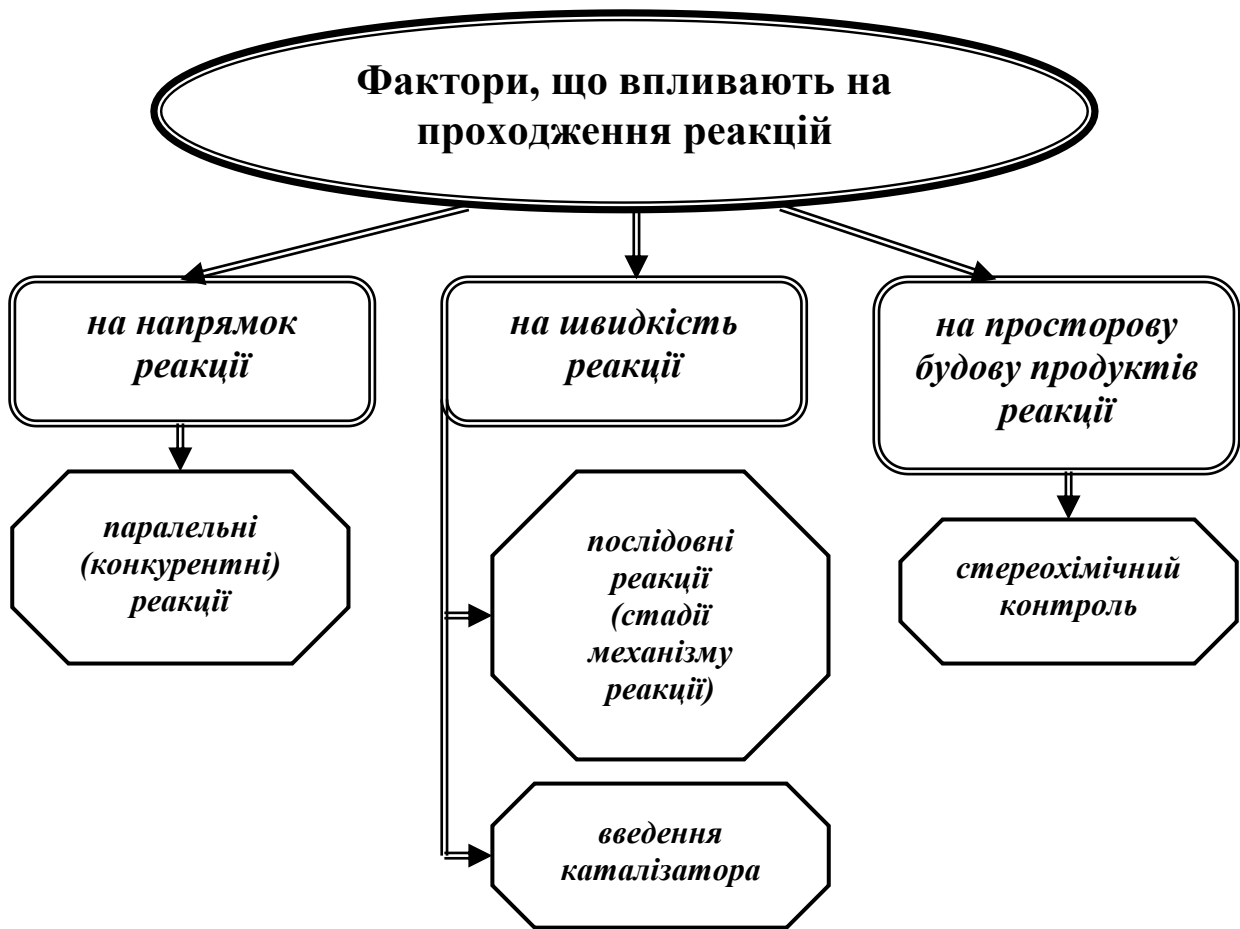 Фактори, що впливають на
проходження реакцій
на напрямок
реакції
на швидкість
реакції
на просторову
будову продуктів
реакції
паралельні
(конкурентні)
реакції
послідовні
реакції
(стадії
механізму
реакції)
стереохімічний
контроль
введення
каталізатора